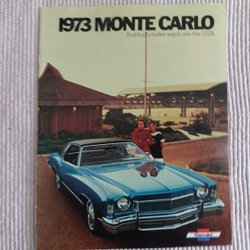 1973 MONTE CARLO
Building a better way to see the U.S.A.
Chevrolet